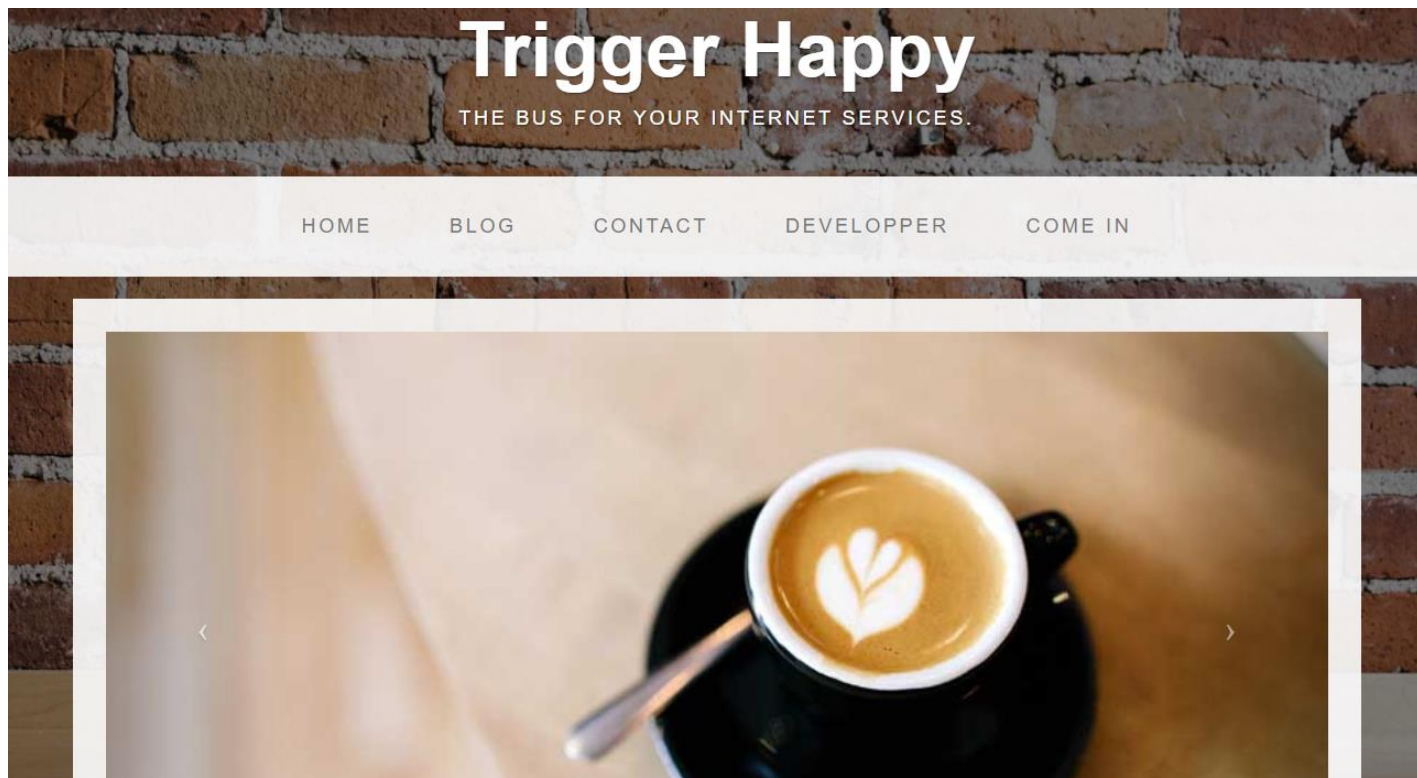 Trigger Happy
THE BUS FOR YOUR INTERNET SERVICES.
HOME BLOG CONTACT DEVELOPPER COME IN